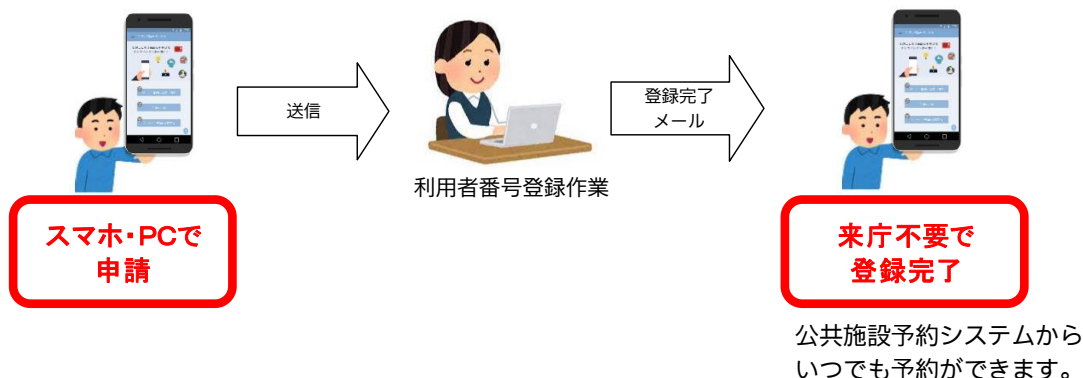 送信
登録完了
メール
利用者番号登録作業
スマホ・PCで
申請
来庁不要で
登録完了
公共施設予約システムから
いつでも予約ができます。